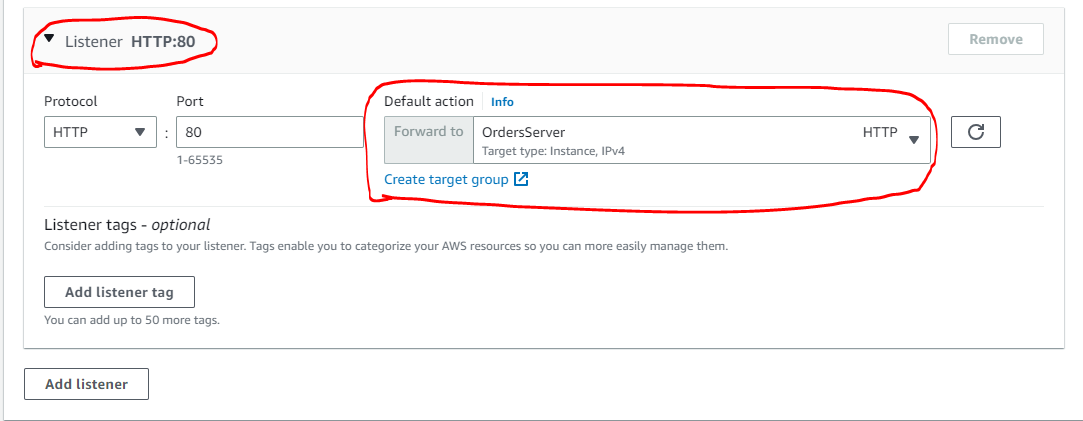 Listener HTTP:80
Remove
Protocol
Port
Default action
Info
HTTP
:
80
Forward to
OrdersServer
HTTP
Target type: Instance, IPv4
1-65535
Create target group
Listener tags - optional
Consider adding tags to your listener. Tags enable you to categorize your AWS resources so you can more easily manage them.
Add listener tag
You can add up to 50 more tags.
Add listener